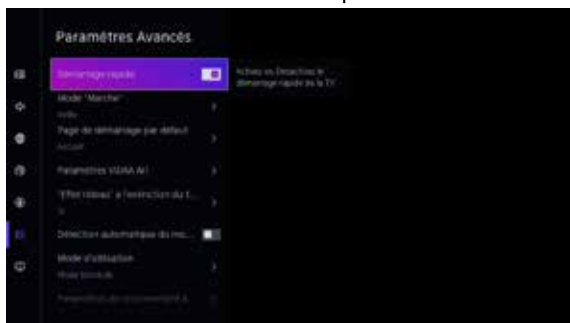 Paramètres Avancés
Démarrage rapide
Activez ou Désactivez le
démarrage rapide de la TV.
Mode "Marche"
Page de démarrage par défaut
Accueil
Paramètres VIDAA Art
"Effet rideau" à l'extinction du t...
Détection automatique du mo...
Mode d'utilisation
Mode Domicile